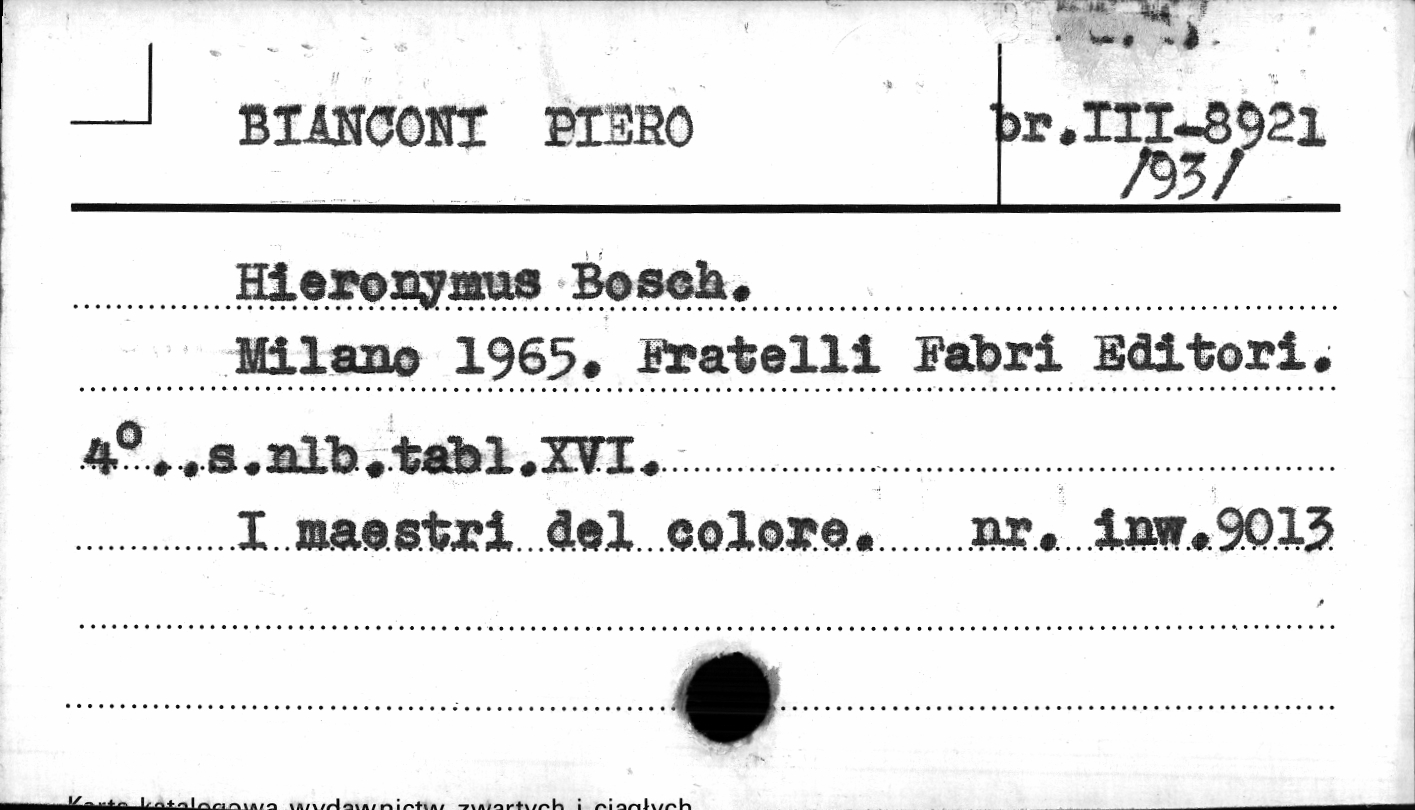 BIANCONI PIERO
br.III-8921
/93/
Hieronymus Bosch.
Milano 1965. Fratelli Fabri Editori.
4°..s.nlb.tabl.XVI.
I maestri del colore. nr. inw.9013
Karta katalogowa wydawnictw zwartych i ciągłych